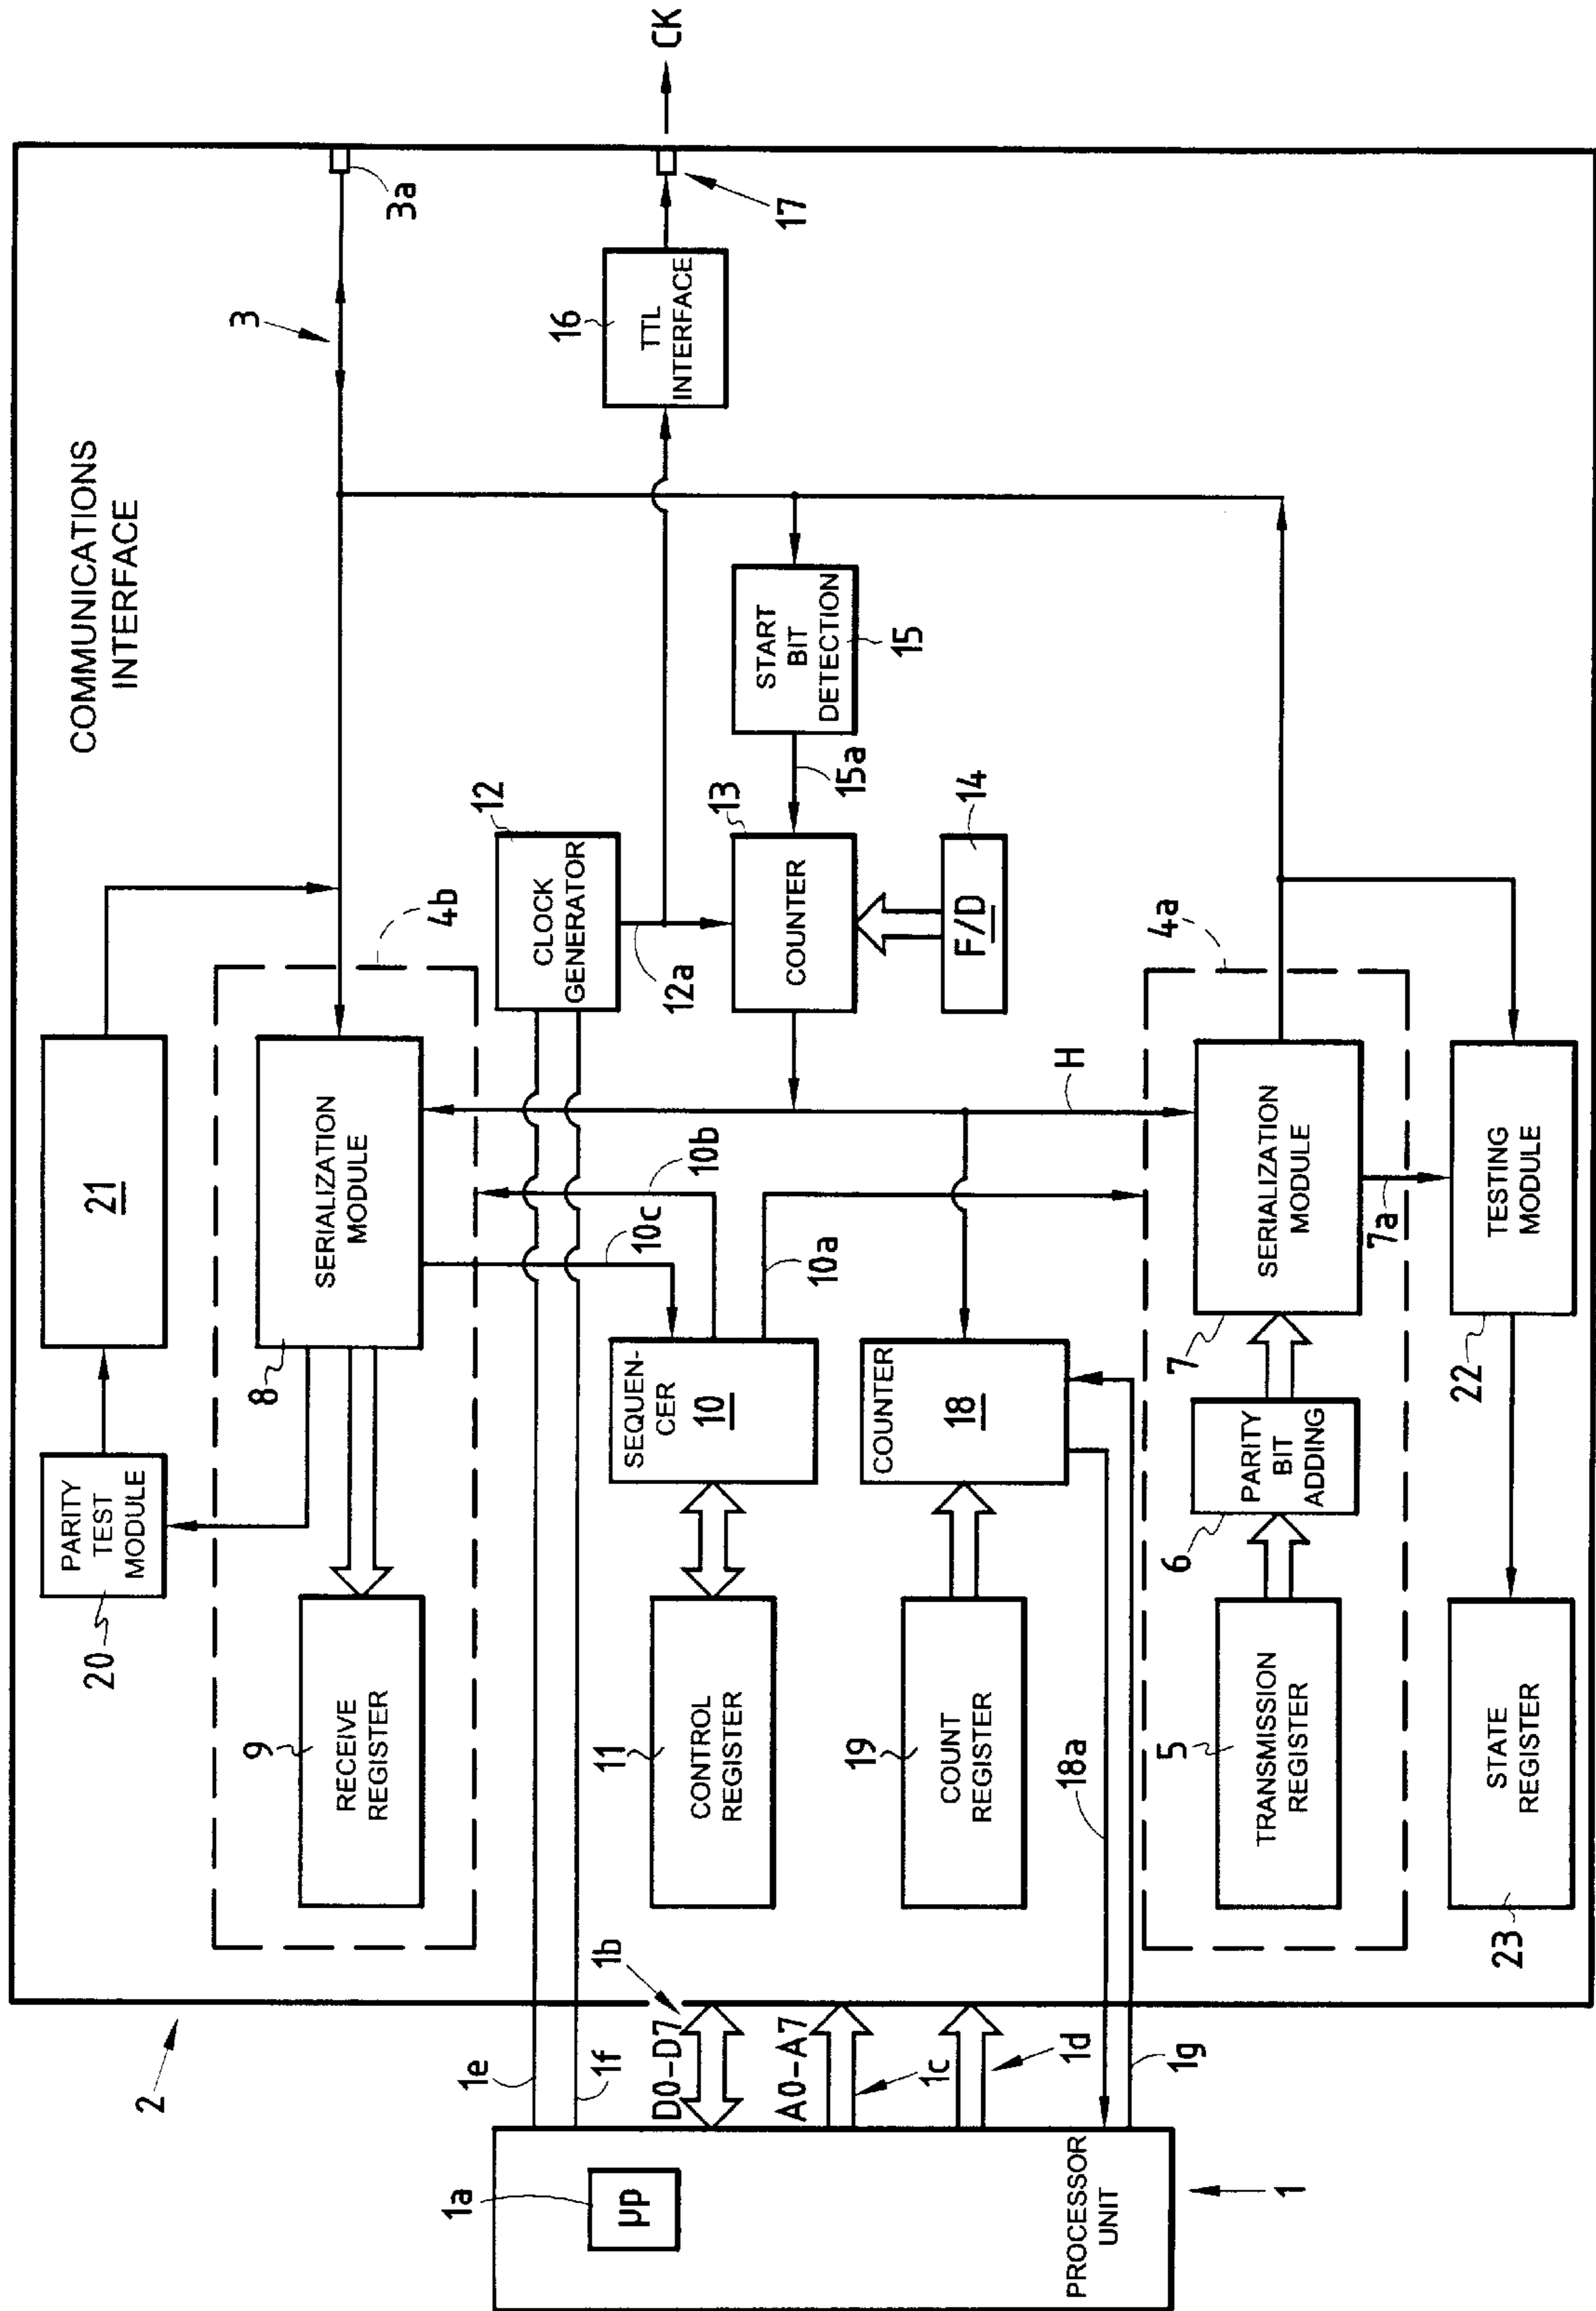 COMMUNICATIONS
INTERFACE
2
3
3a
CK
17
16
TTL
INTERFACE
21
20
PARITY
TEST
MODULE
4b
SERIALIZATION
MODULE
8
9
RECEIVE
REGISTER
12
CLOCK
GENERATOR
12a
13
COUNTER
15a
START
BIT
DETECTION
15
14
F/D
H
10b
10c
10a
SEQUEN-
CER
10
11
CONTROL
REGISTER
COUNTER
18
19
COUNT
REGISTER
18a
4a
SERIALIZATION
MODULE
7
7a
PARITY
BIT
ADDING
6
5
TRANSMISSION
REGISTER
TESTING
MODULE
22
STATE
REGISTER
23
1e
1f
1b
D0-D7
A0-A7
1c
1d
1g
1a
µP
PROCESSOR
UNIT
1